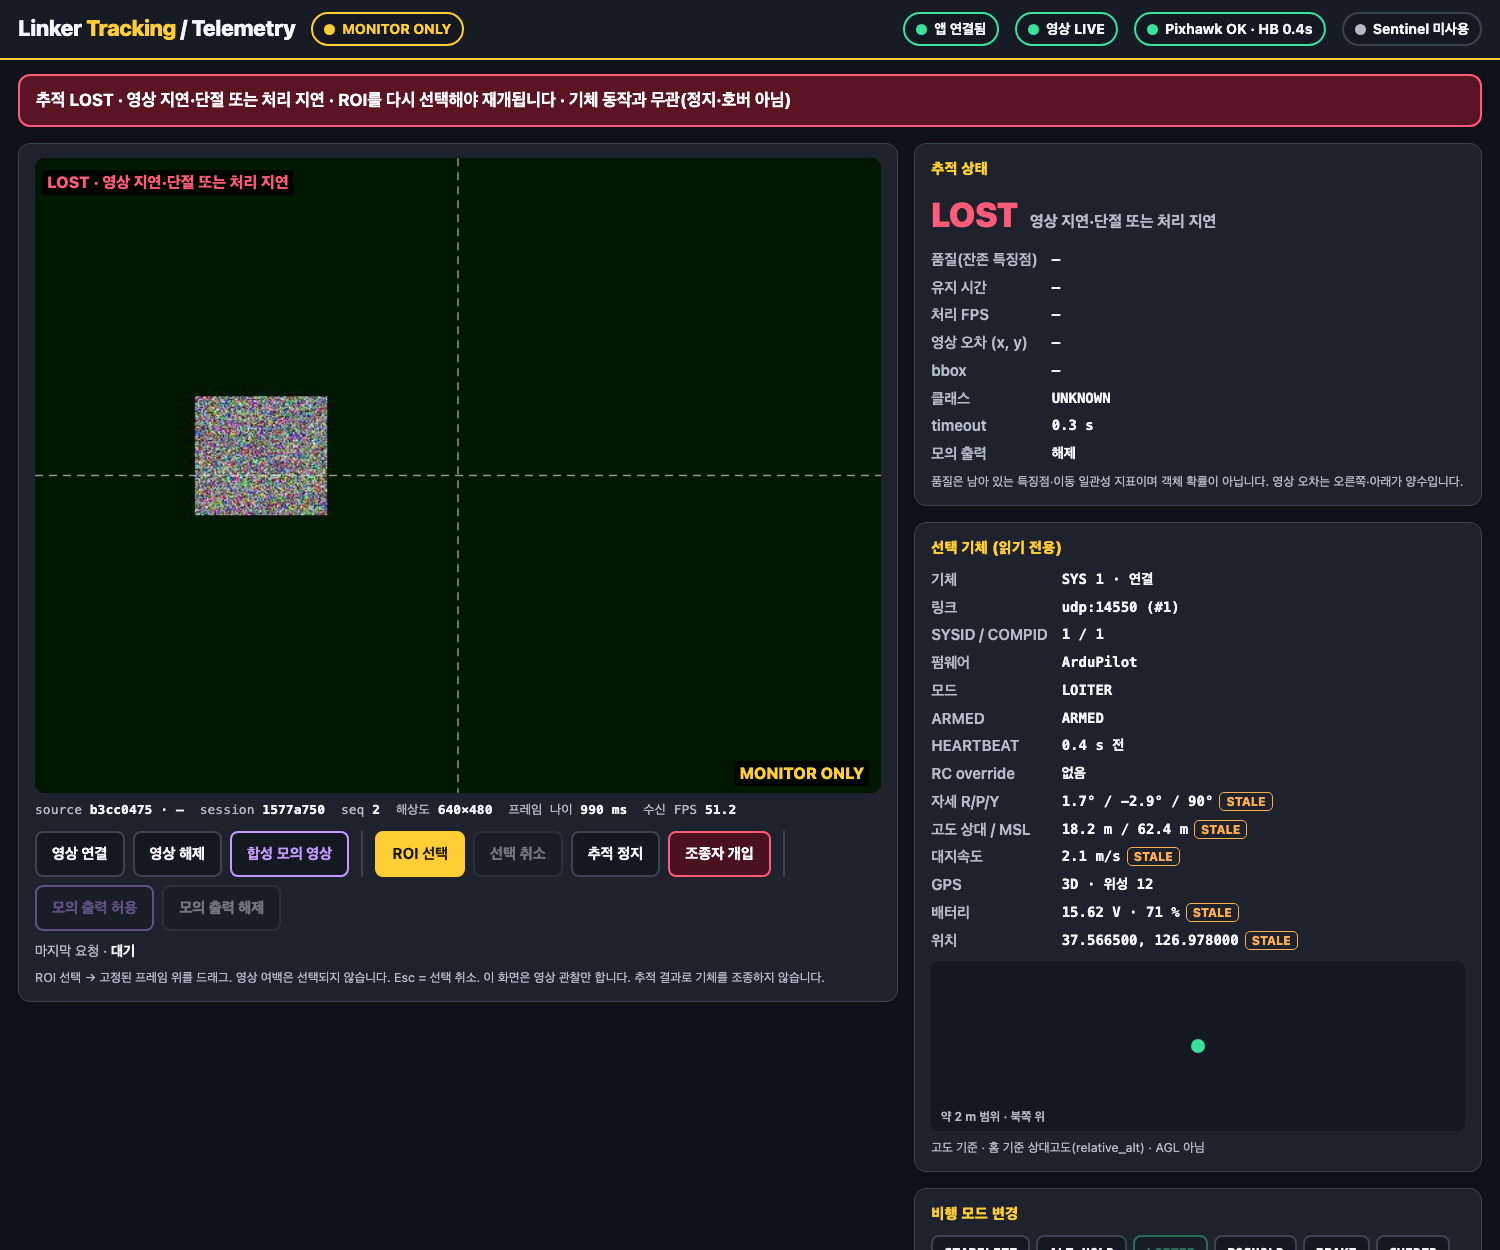 Linker Tracking / Telemetry
MONITOR ONLY
앱 연결됨
영상 LIVE
Pixhawk OK · HB 0.4s
Sentinel 미사용
추적 LOST · 영상 지연·단절 또는 처리 지연 · ROI를 다시 선택해야 재개됩니다 · 기체 동작과 무관(정지·호버 아님)
LOST · 영상 지연·단절 또는 처리 지연
MONITOR ONLY
source b3cc0475 · — session 1577a750 seq 2 해상도 640×480 프레임 나이 990 ms 수신 FPS 51.2
영상 연결
영상 해제
합성 모의 영상
ROI 선택
선택 취소
추적 정지
조종자 개입
모의 출력 허용
모의 출력 해제
마지막 요청 · 대기
ROI 선택 → 고정된 프레임 위를 드래그. 영상 여백은 선택되지 않습니다. Esc = 선택 취소. 이 화면은 영상 관찰만 합니다. 추적 결과로 기체를 조종하지 않습니다.
추적 상태
LOST 영상 지연·단절 또는 처리 지연
품질(잔존 특징점) —
유지 시간 —
처리 FPS —
영상 오차 (x, y) —
bbox —
클래스 UNKNOWN
timeout 0.3 s
모의 출력 해제
품질은 남아 있는 특징점·이동 일관성 지표이며 객체 확률이 아닙니다. 영상 오차는 오른쪽·아래가 양수입니다.
선택 기체 (읽기 전용)
기체 SYS 1 · 연결
링크 udp:14550 (#1)
SYSID / COMPID 1 / 1
펌웨어 ArduPilot
모드 LOITER
ARMED ARMED
HEARTBEAT 0.4 s 전
RC override 없음
자세 R/P/Y 1.7° / −2.9° / 90° STALE
고도 상대 / MSL 18.2 m / 62.4 m STALE
대지속도 2.1 m/s STALE
GPS 3D · 위성 12
배터리 15.62 V · 71 % STALE
위치 37.566500, 126.978000 STALE
약 2 m 범위 · 북쪽 위
고도 기준 · 홈 기준 상대고도(relative_alt) · AGL 아님
비행 모드 변경